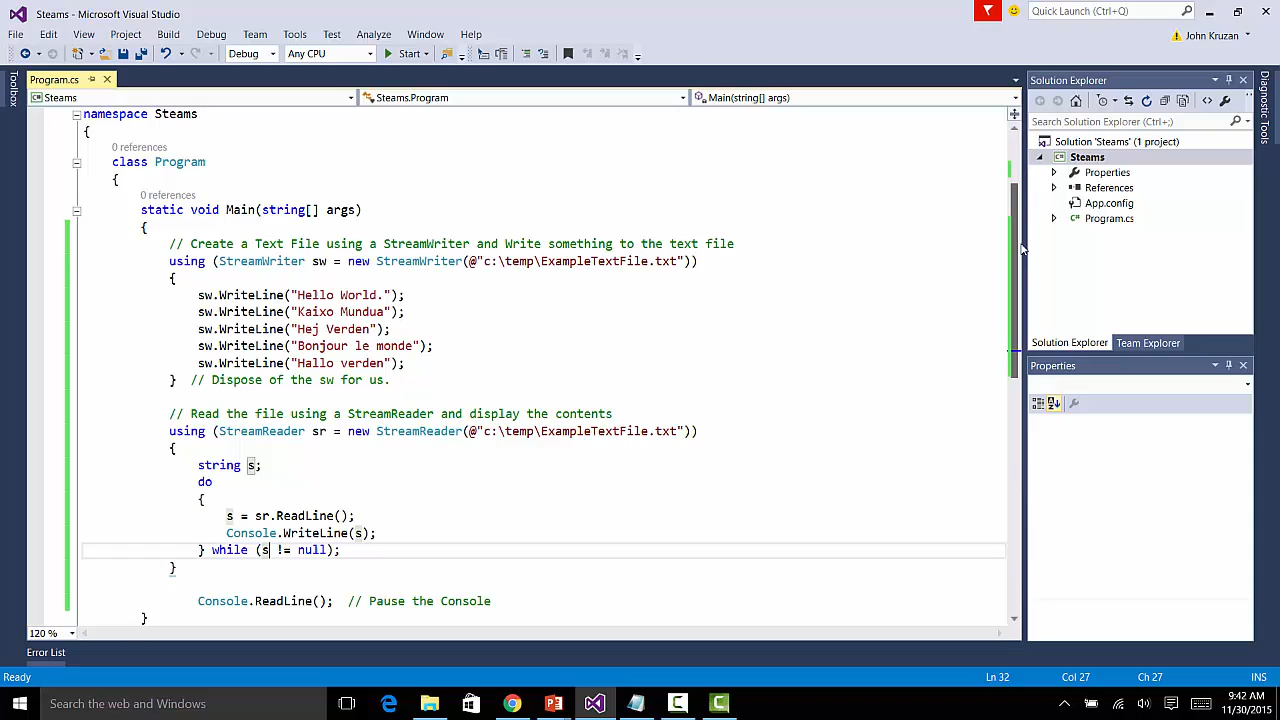 Steams - Microsoft Visual Studio
Quick Launch (Ctrl+Q)
File Edit View Project Build Debug Team Tools Test Analyze Window Help
John Kruzan
Debug Any CPU Start
Toolbox
Program.cs
Steams
Steams.Program
Main(string[] args)
namespace Steams
{
0 references
class Program
{
0 references
static void Main(string[] args)
{
// Create a Text File using a StreamWriter and Write something to the text file
using (StreamWriter sw = new StreamWriter(@"c:\temp\ExampleTextFile.txt"))
{
sw.WriteLine("Hello World.");
sw.WriteLine("Kaixo Mundua");
sw.WriteLine("Hej Verden");
sw.WriteLine("Bonjour le monde");
sw.WriteLine("Hallo verden");
} // Dispose of the sw for us.
// Read the file using a StreamReader and display the contents
using (StreamReader sr = new StreamReader(@"c:\temp\ExampleTextFile.txt"))
{
string s;
do
{
s = sr.ReadLine();
Console.WriteLine(s);
} while (s != null);
}
Console.ReadLine(); // Pause the Console
}
120 %
Solution Explorer
Search Solution Explorer (Ctrl+;)
Solution 'Steams' (1 project)
Steams
Properties
References
App.config
Program.cs
Solution Explorer Team Explorer
Properties
Diagnostic Tools
Error List
Ready
Ln 32 Col 27 Ch 27 INS
Search the web and Windows
9:42 AM
11/30/2015